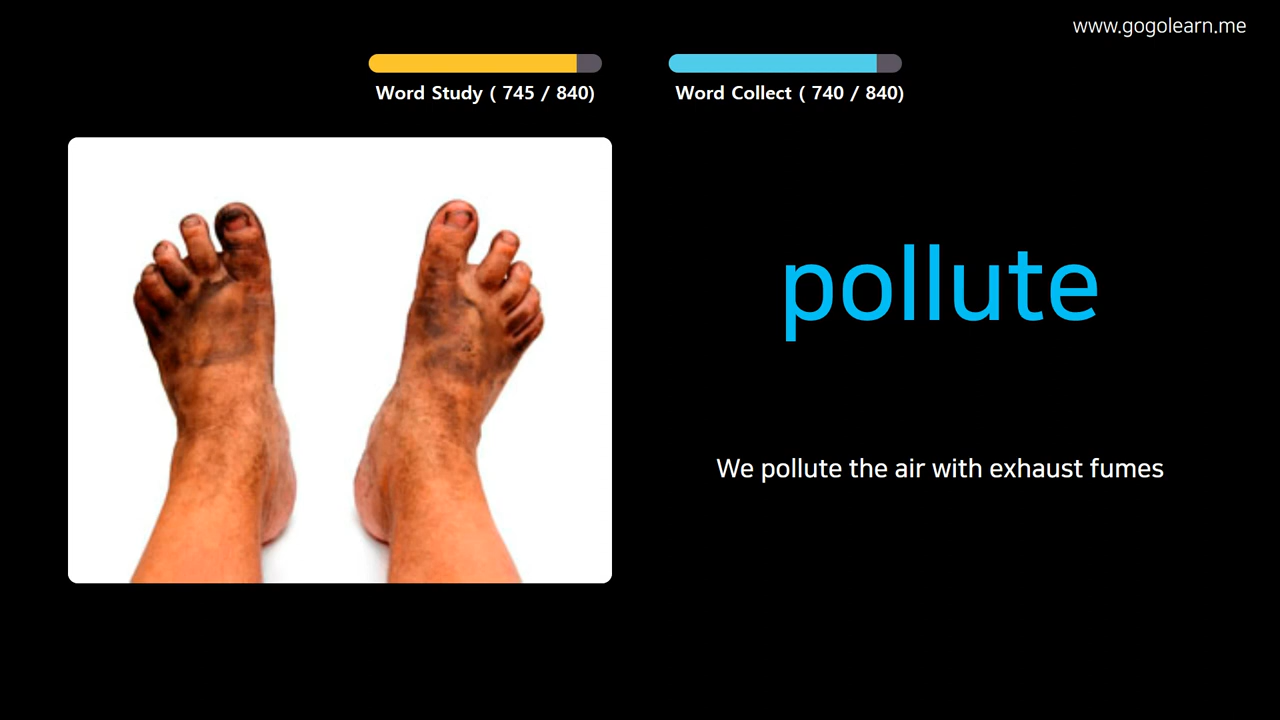 www.gogolearn.me
Word Study ( 745 / 840)
Word Collect ( 740 / 840)
pollute
We pollute the air with exhaust fumes